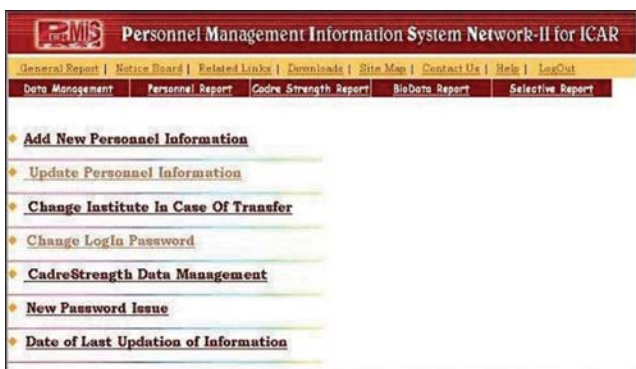 PerMIS Personnel Management Information System Network-II for ICAR
General Report | Notice Board | Related Links | Downloads | Site Map | Contact Us | Help | LogOut
Data Management Personnel Report Cadre Strength Report BioData Report Selective Report
Add New Personnel Information
Update Personnel Information
Change Institute In Case Of Transfer
Change LogIn Password
CadreStrength Data Management
New Password Issue
Date of Last Updation of Information